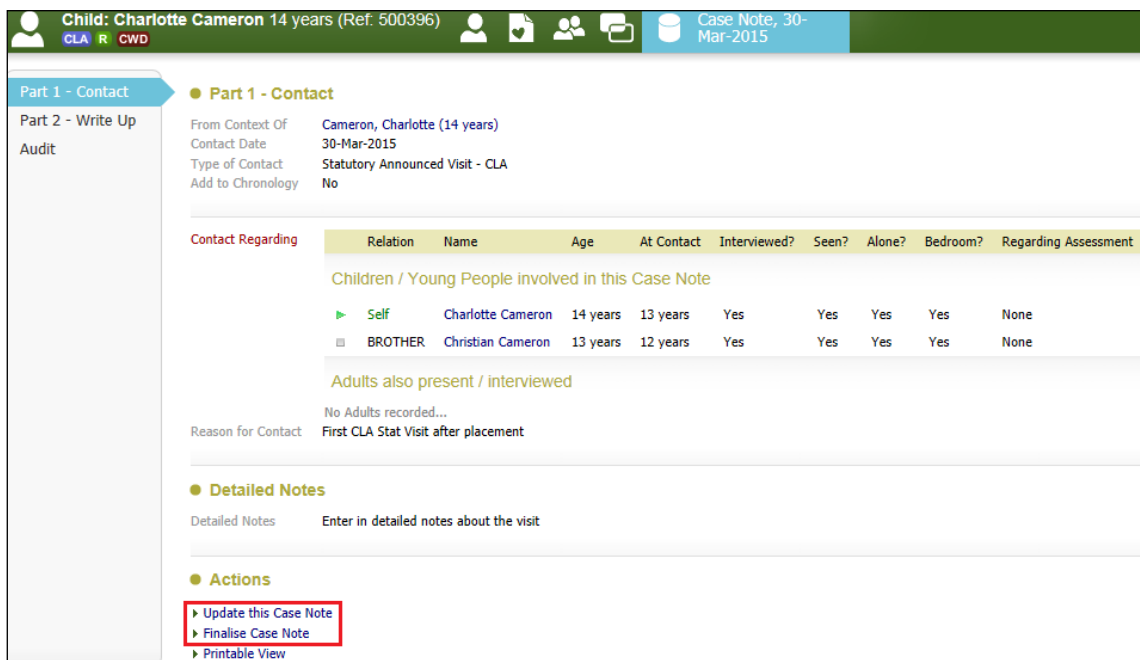 Child: Charlotte Cameron 14 years (Ref: 500396)
CLA R CWD
Case Note, 30-
Mar-2015
Part 1 - Contact
Part 2 - Write Up
Audit
Part 1 - Contact
From Context Of Cameron, Charlotte (14 years)
Contact Date 30-Mar-2015
Type of Contact Statutory Announced Visit - CLA
Add to Chronology No
Contact Regarding Relation Name Age At Contact Interviewed? Seen? Alone? Bedroom? Regarding Assessment
Children / Young People involved in this Case Note
Self Charlotte Cameron 14 years 13 years Yes Yes Yes Yes None
BROTHER Christian Cameron 13 years 12 years Yes Yes Yes Yes None
Adults also present / interviewed
No Adults recorded...
Reason for Contact First CLA Stat Visit after placement
Detailed Notes
Detailed Notes Enter in detailed notes about the visit
Actions
Update this Case Note
Finalise Case Note
Printable View